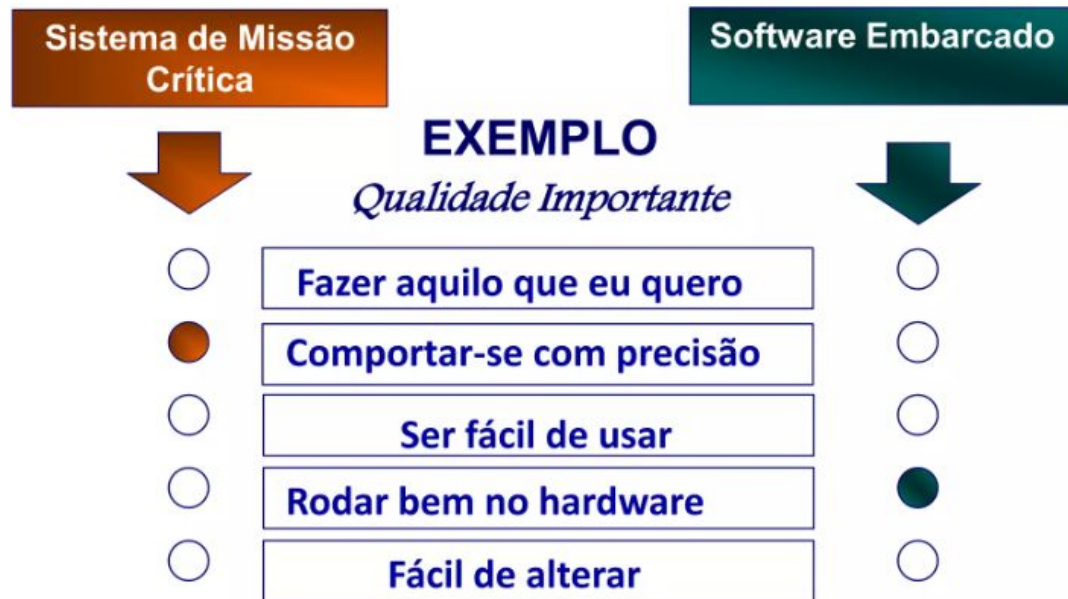 Sistema de Missão
Crítica
Software Embarcado
EXEMPLO
Qualidade Importante
Fazer aquilo que eu quero
Comportar-se com precisão
Ser fácil de usar
Rodar bem no hardware
Fácil de alterar